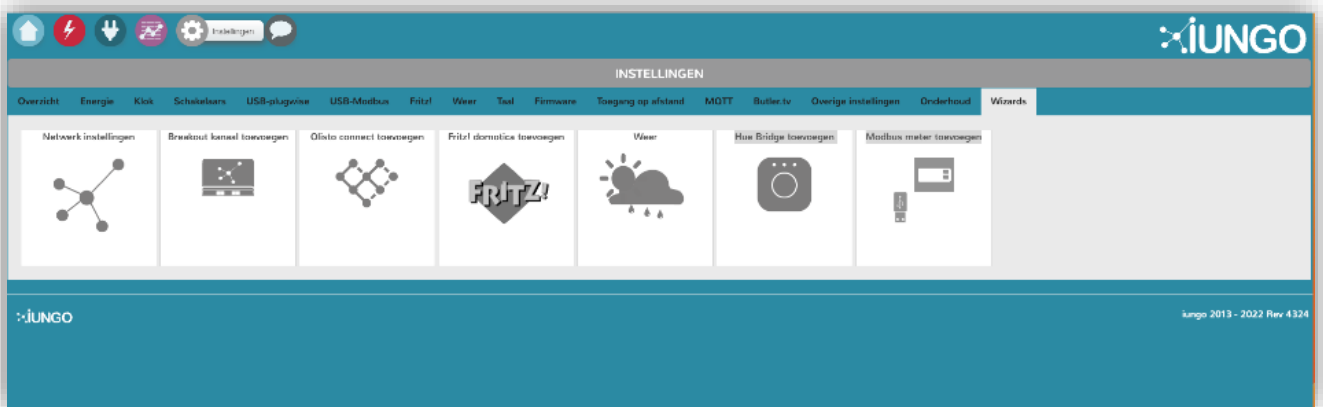 Instellingen
iUNGO
INSTELLINGEN
Overzicht Energie Klok Schakelaars USB-plugwise USB-Modbus Fritz! Weer Taal Firmware Toegang op afstand MQTT Butler.tv Overige instellingen Onderhoud Wizards
Netwerk instellingen Breakout kanaal toevoegen Olisto connect toevoegen Fritz! domotica toevoegen Weer Hue Bridge toevoegen Modbus meter toevoegen
FRITZ!
iUNGO
iungo 2013 - 2022 Rev 4324